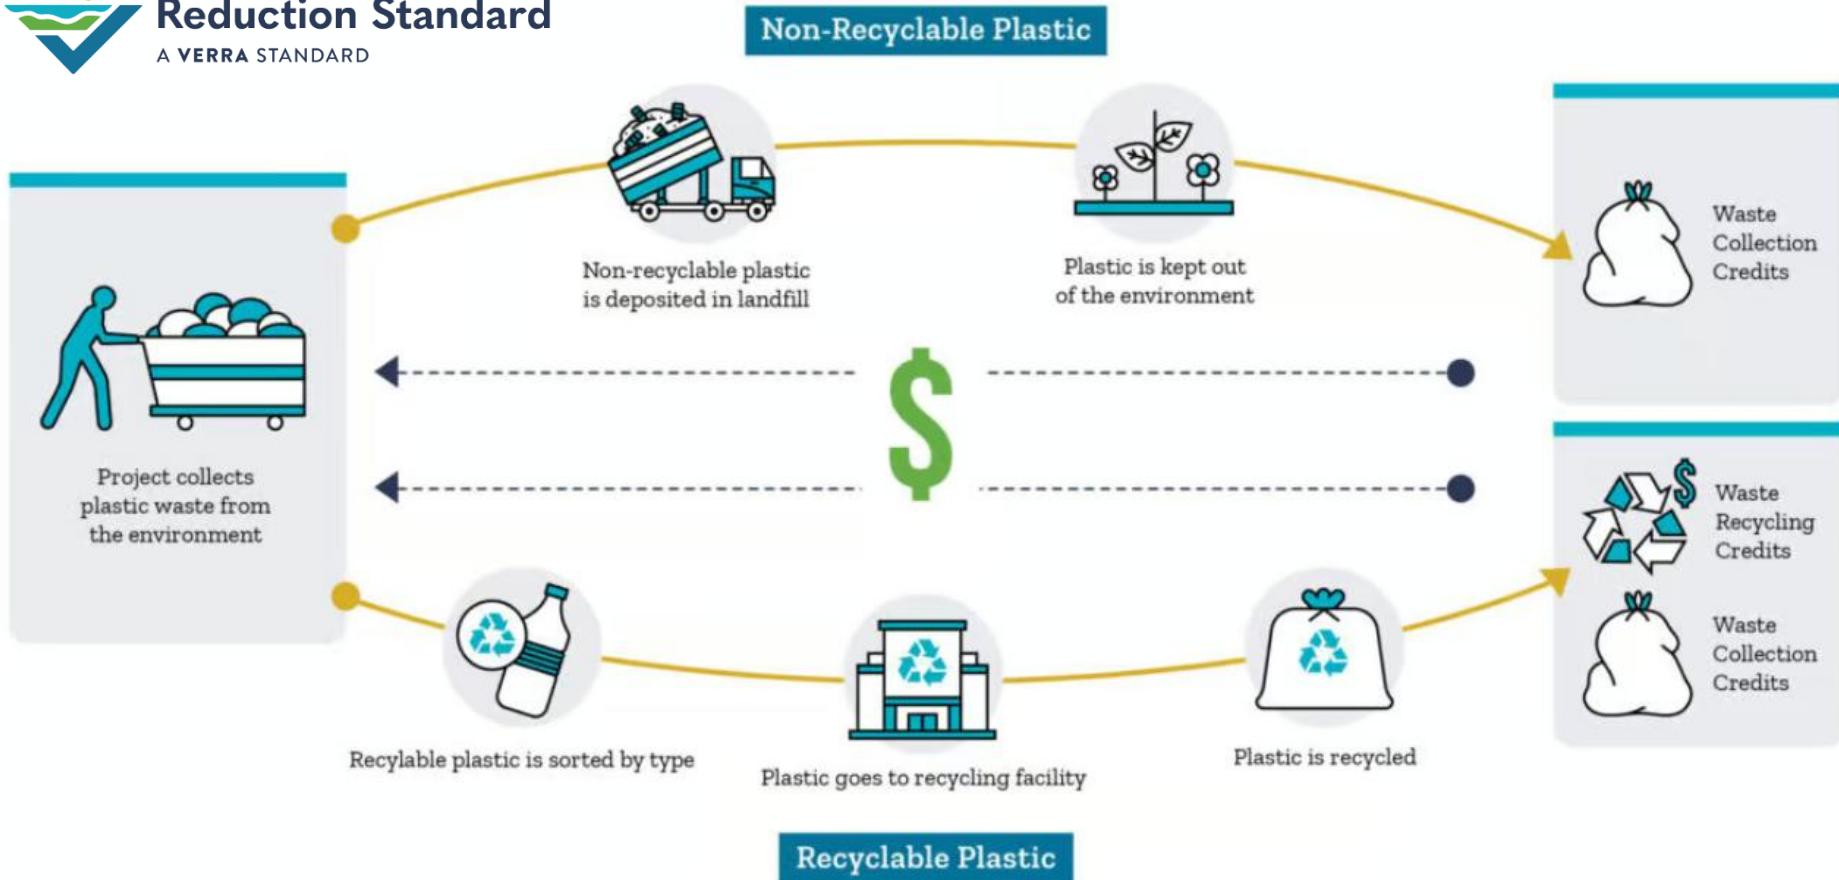 Reduction Standard
A VERRA STANDARD
Non-Recyclable Plastic
Non-recyclable plastic
is deposited in landfill
Plastic is kept out
of the environment
Waste
Collection
Credits
$
Project collects
plastic waste from
the environment
$
Waste
Recycling
Credits
Waste
Collection
Credits
Recylable plastic is sorted by type
Plastic goes to recycling facility
Plastic is recycled
Recyclable Plastic